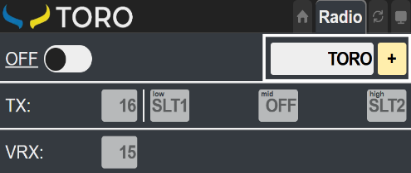 TORO Radio
OFF TORO +
TX: 16 low SLT1 mid OFF high SLT2
VRX: 15